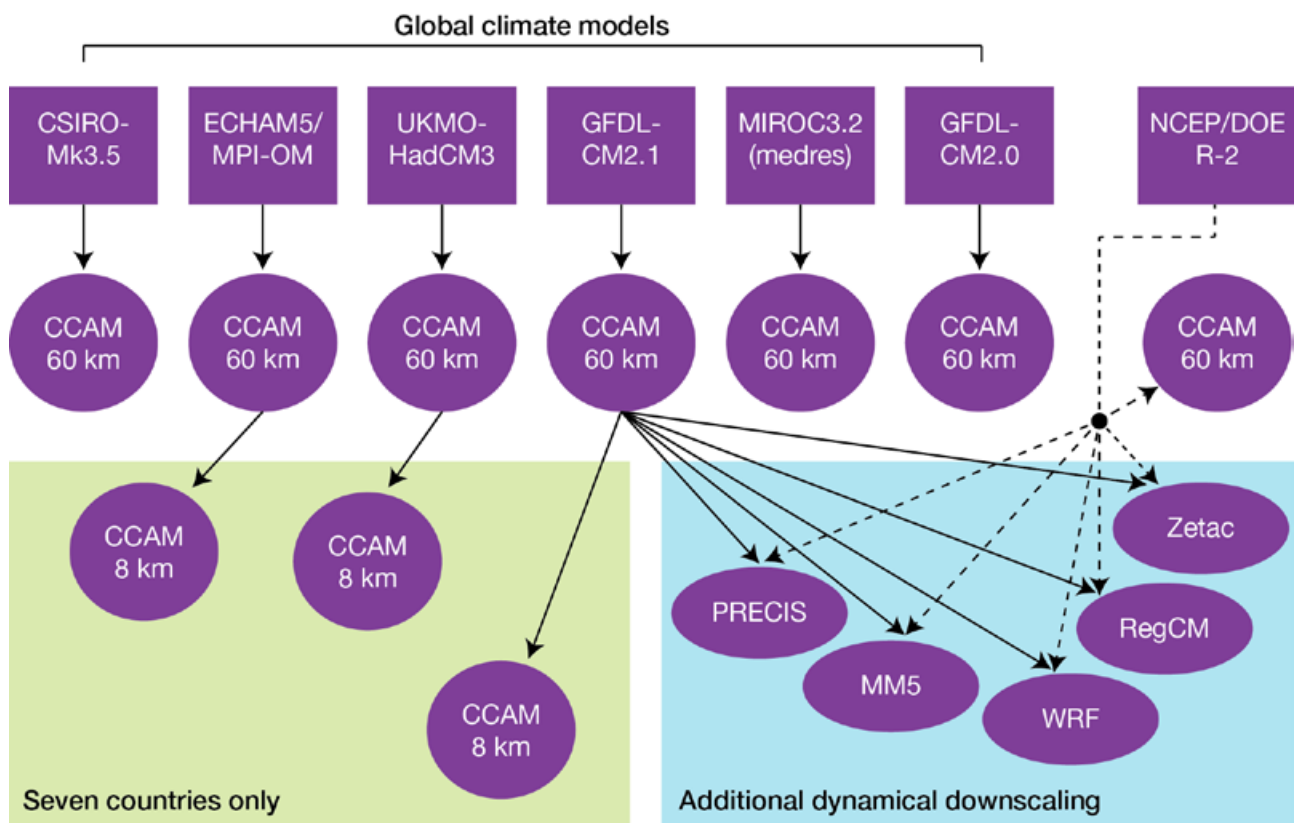 Global climate models
CSIRO-
Mk3.5
ECHAM5/
MPI-OM
UKMO-
HadCM3
GFDL-
CM2.1
MIROC3.2
(medres)
GFDL-
CM2.0
NCEP/DOE
R-2
CCAM
60 km
CCAM
60 km
CCAM
60 km
CCAM
60 km
CCAM
60 km
CCAM
60 km
CCAM
60 km
CCAM
8 km
CCAM
8 km
CCAM
8 km
Seven countries only
Zetac
PRECIS
RegCM
MM5
WRF
Additional dynamical downscaling